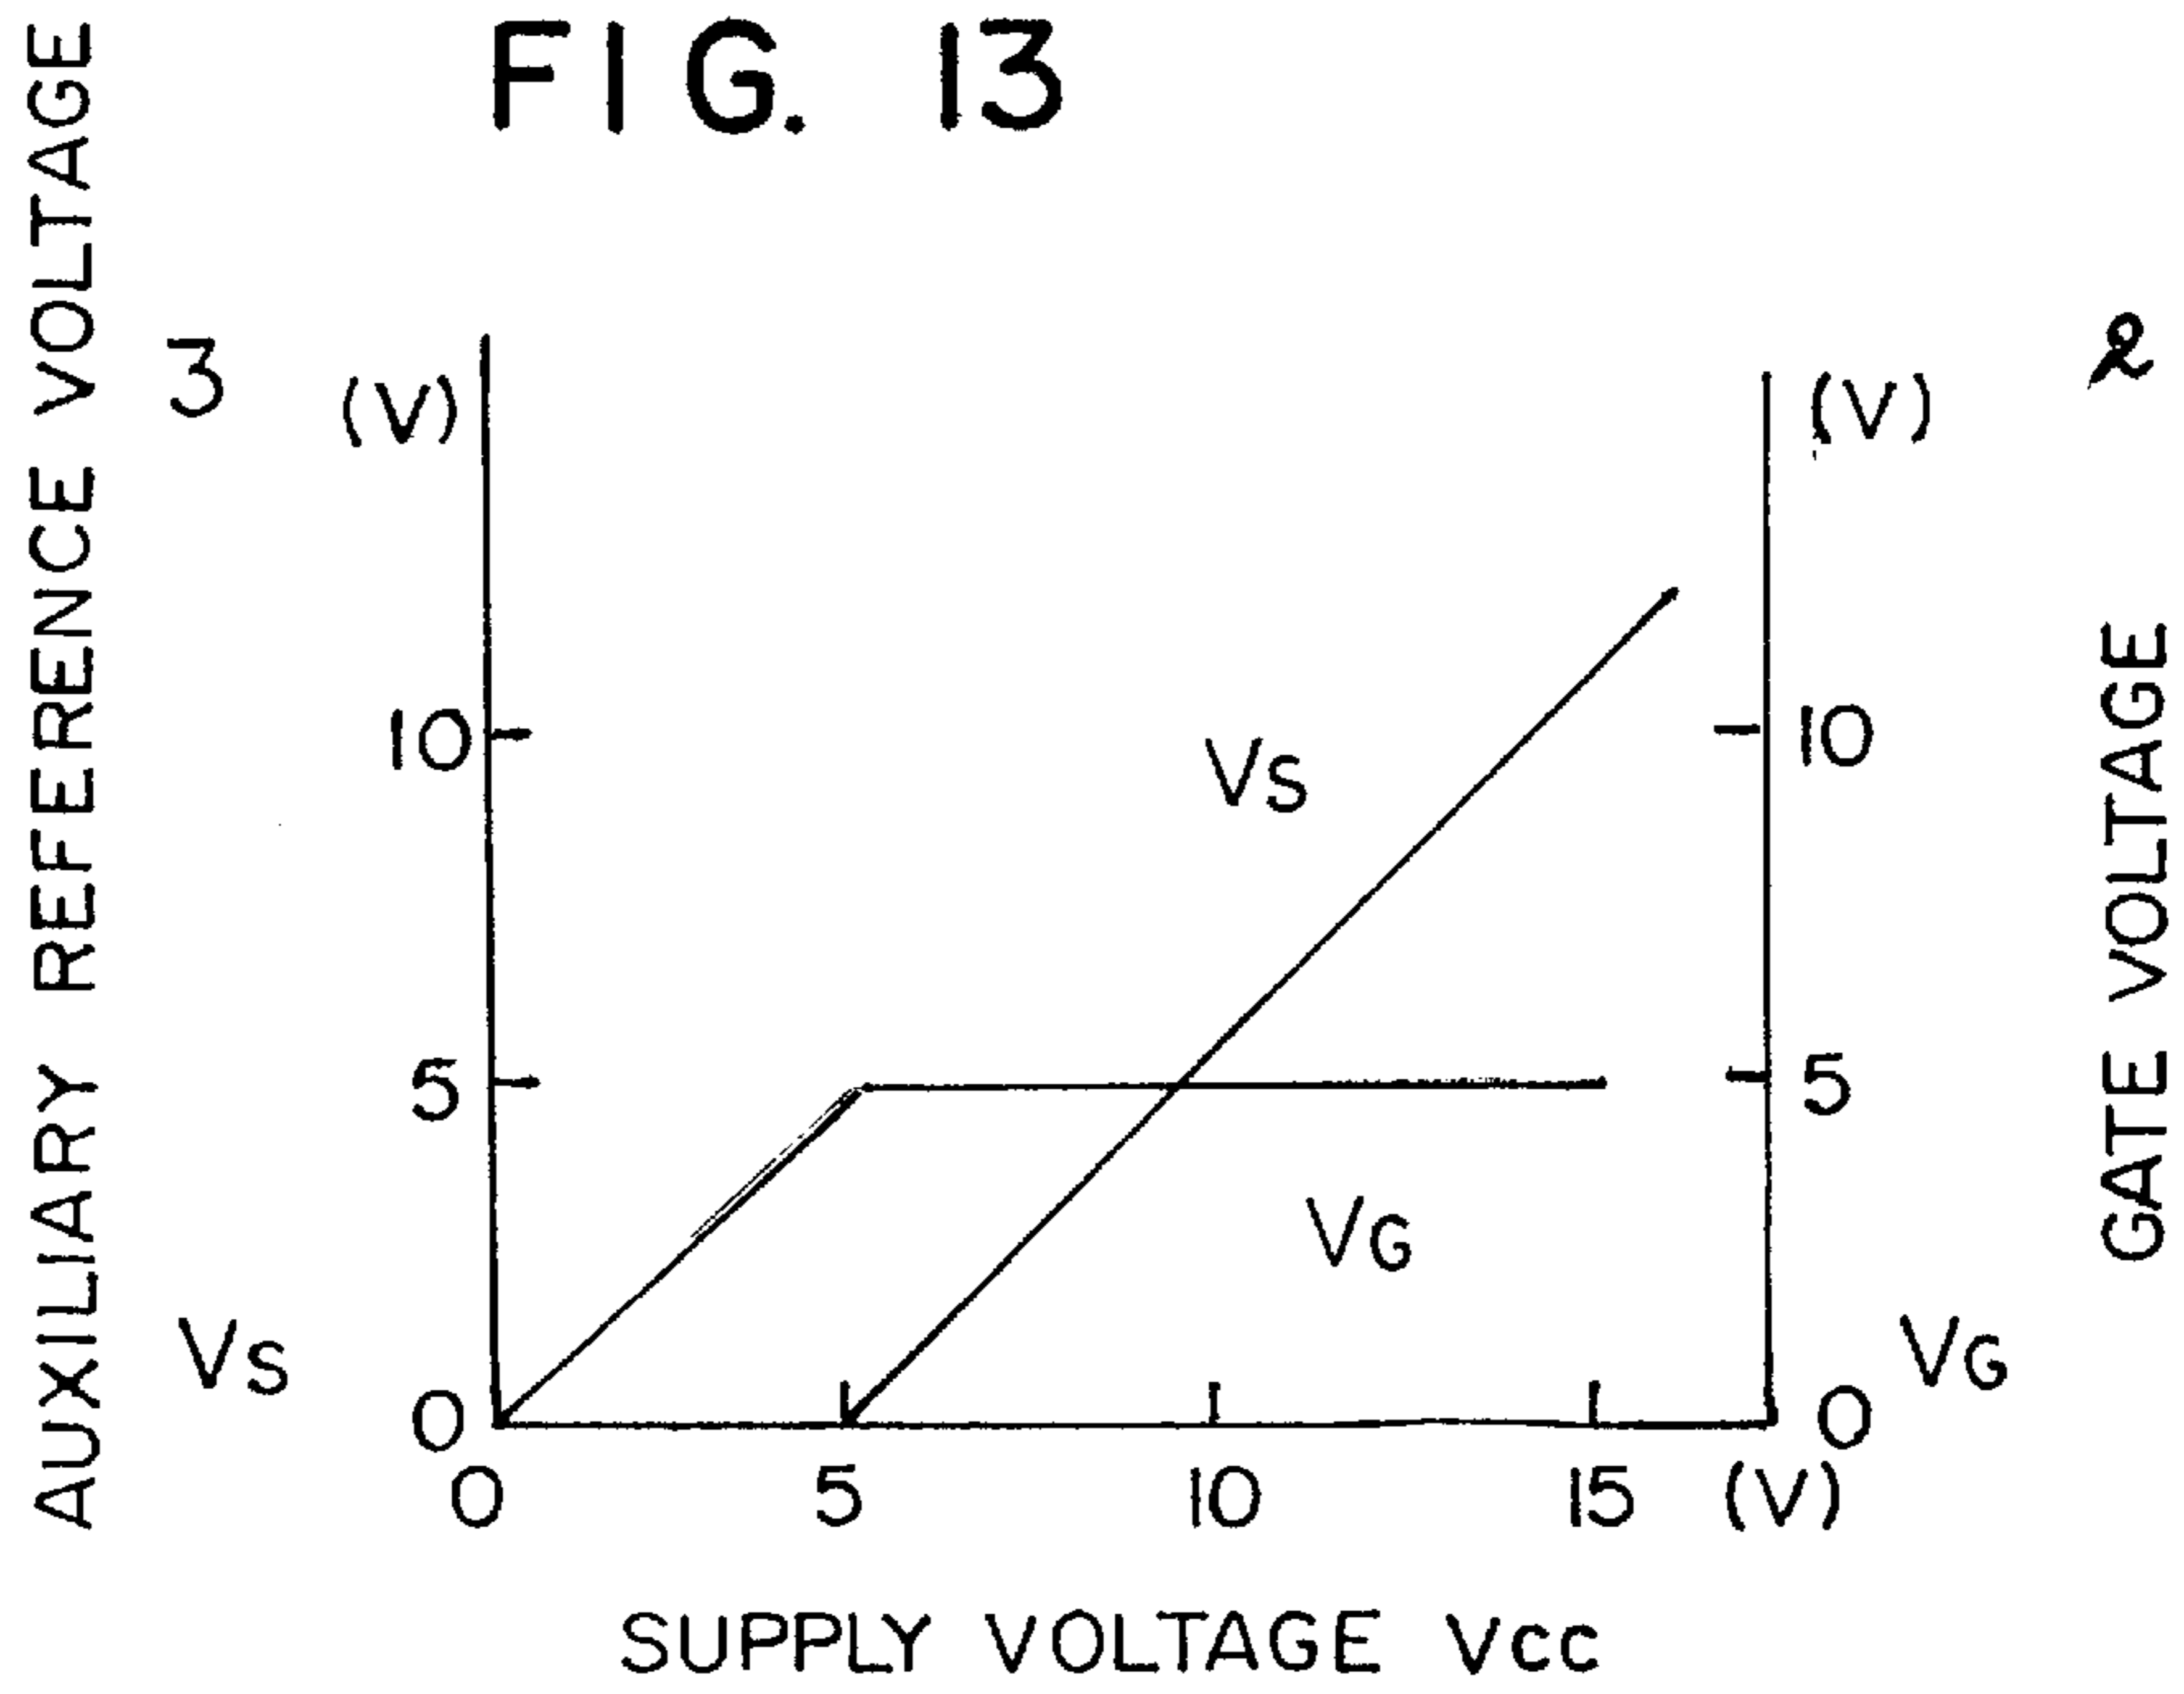 FIG. 13
AUXILIARY REFERENCE VOLTAGE
3
(V)
(V)
10
VS
10
5
5
VG
GATE VOLTAGE
VS
VG
0
0
0 5 10 15 (V)
SUPPLY VOLTAGE VCC